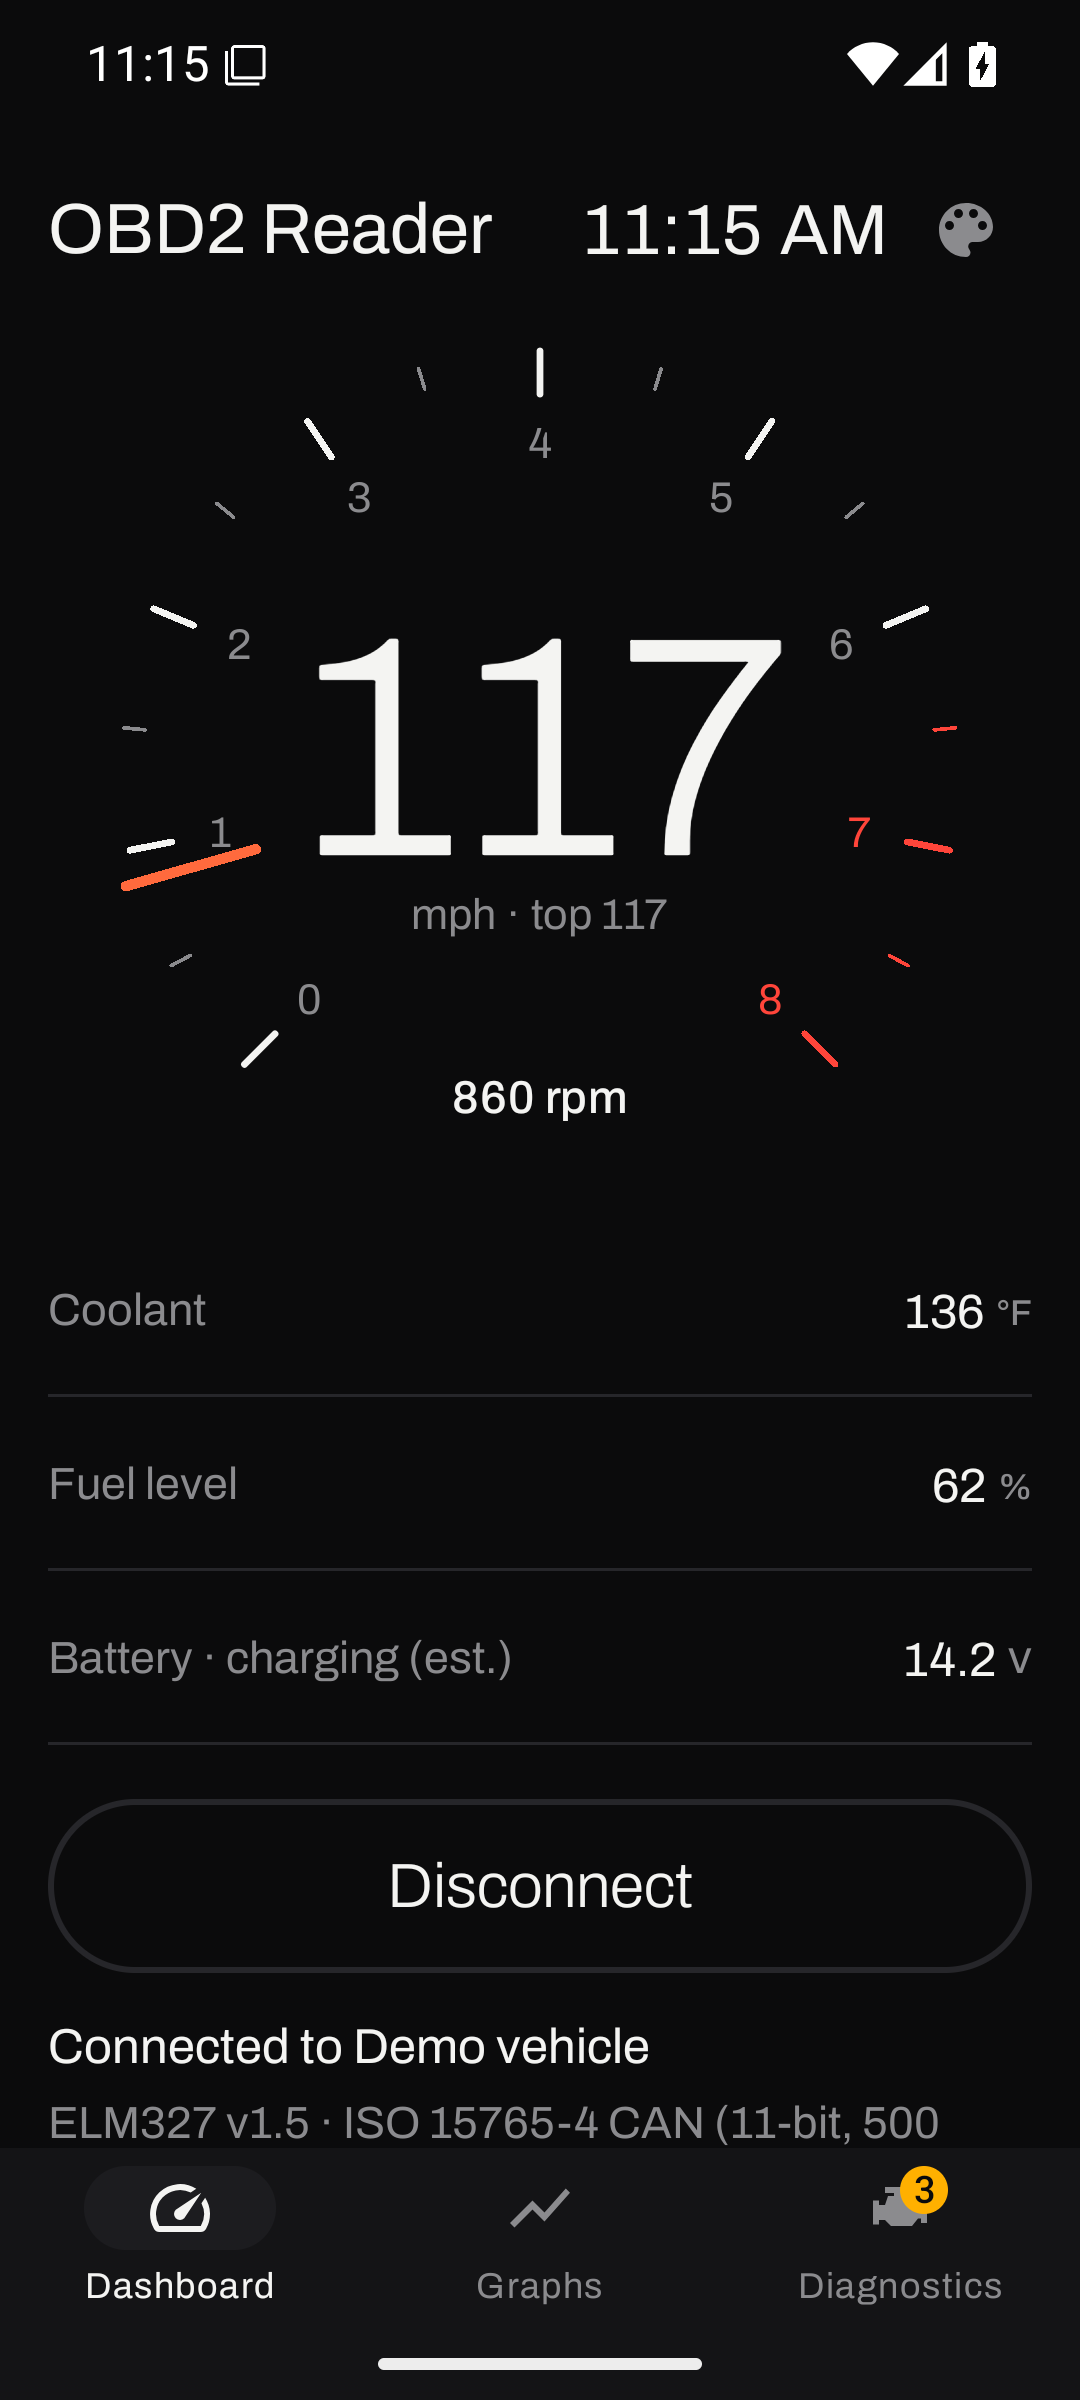 11:15
OBD2 Reader 11:15 AM
4
3 5
2 6
117
1 7
mph · top 117
0 8
860 rpm
Coolant 136 °F
Fuel level 62 %
Battery · charging (est.) 14.2 V
Disconnect
Connected to Demo vehicle
ELM327 v1.5 · ISO 15765-4 CAN (11-bit, 500
3
Dashboard Graphs Diagnostics